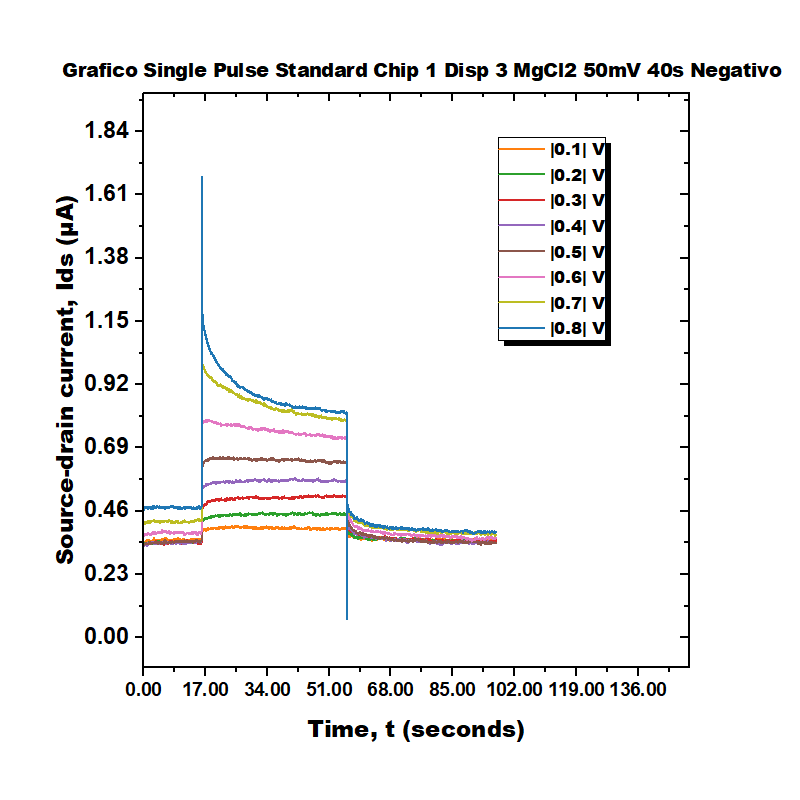 Grafico Single Pulse Standard Chip 1 Disp 3 MgCl2 50mV 40s Negativo
|0.1| V
|0.2| V
|0.3| V
|0.4| V
|0.5| V
|0.6| V
|0.7| V
|0.8| V
Source-drain current, Ids (µA)
1.84
1.61
1.38
1.15
0.92
0.69
0.46
0.23
0.00
0.00 17.00 34.00 51.00 68.00 85.00 102.00 119.00 136.00
Time, t (seconds)